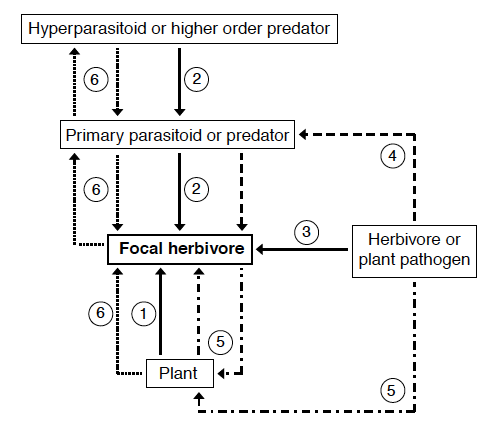 Hyperparasitoid or higher order predator
6
2
Primary parasitoid or predator
4
6
2
3
Focal herbivore
Herbivore or
plant pathogen
6
1
5
Plant
5